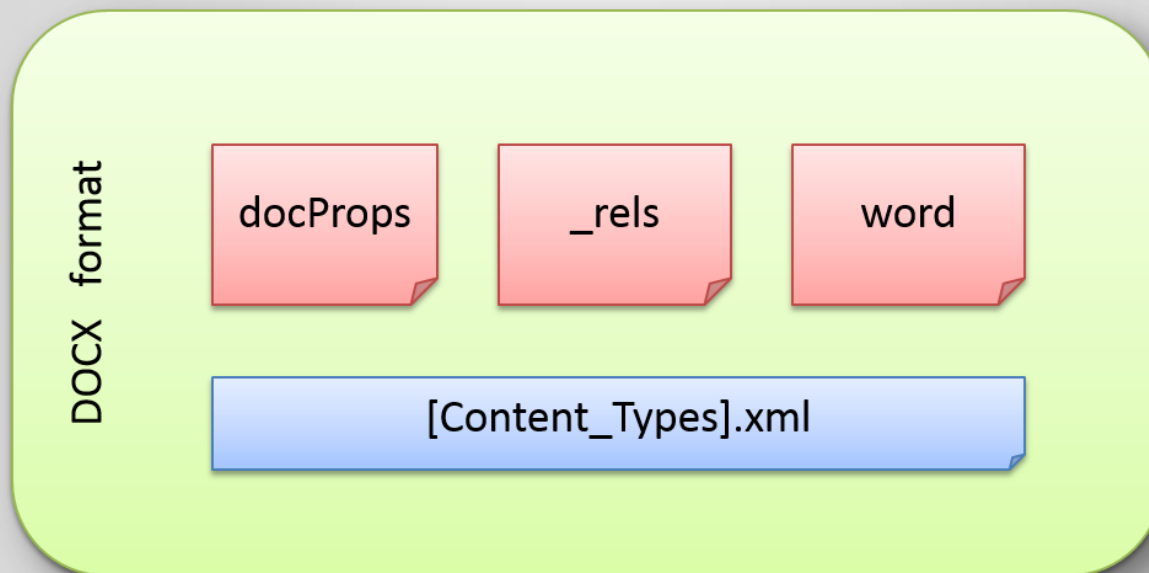 DOCX format
docProps
_rels
word
[Content_Types].xml